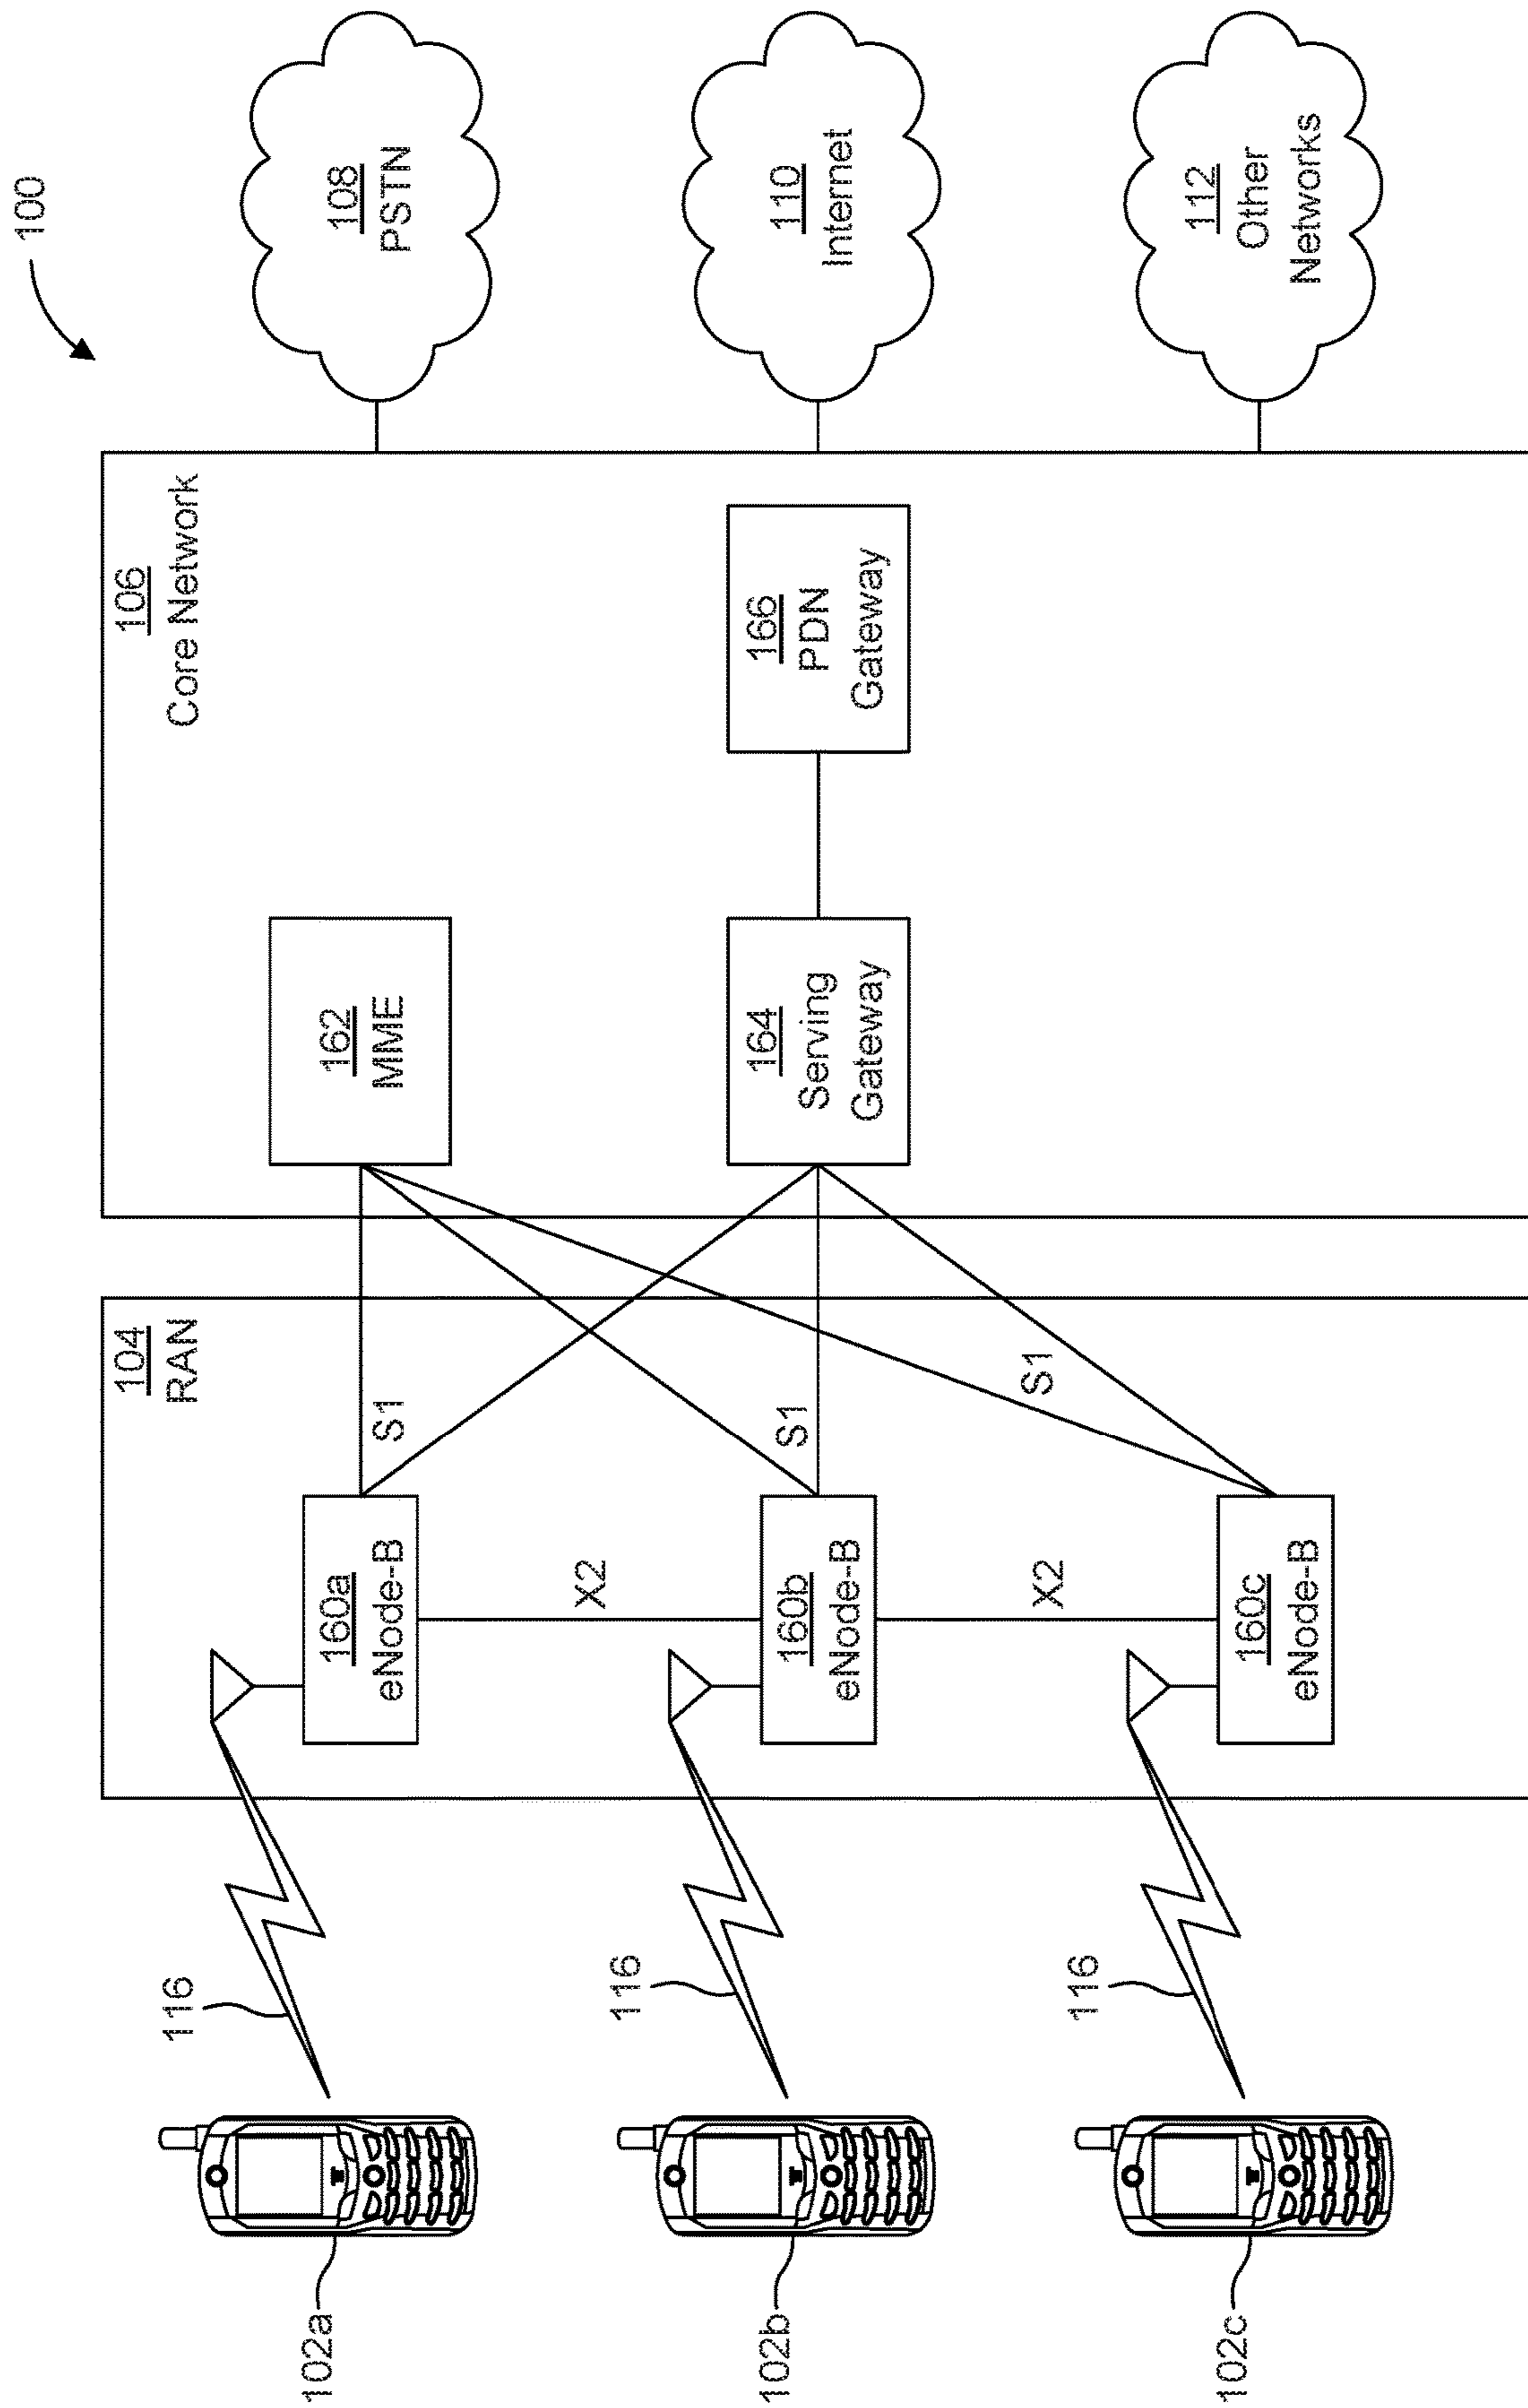 100
102a
116
104
RAN
160a
eNode-B
S1
X2
106
Core Network
162
MME
108
PSTN
102b
116
160b
eNode-B
S1
X2
164
Serving
Gateway
166
PDN
Gateway
110
Internet
102c
116
160c
eNode-B
S1
112
Other
Networks